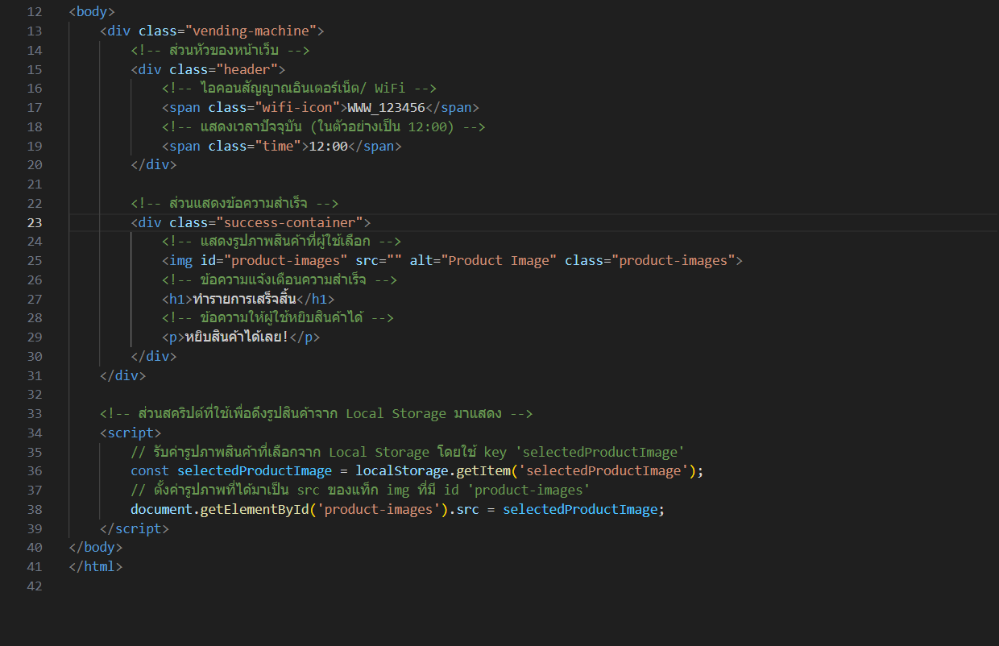 12 <body>
13 <div class="vending-machine">
14 <!-- ส่วนหัวของหน้าเว็บ -->
15 <div class="header">
16 <!-- ไอคอนสัญญาณอินเตอร์เน็ต/ WiFi -->
17 <span class="wifi-icon">WWW_123456</span>
18 <!-- แสดงเวลาปัจจุบัน (ในตัวอย่างเป็น 12:00) -->
19 <span class="time">12:00</span>
20 </div>
21
22 <!-- ส่วนแสดงข้อความสำเร็จ -->
23 <div class="success-container">
24 <!-- แสดงรูปภาพสินค้าที่ผู้ใช้เลือก -->
25 <img id="product-images" src="" alt="Product Image" class="product-images">
26 <!-- ข้อความแจ้งเตือนความสำเร็จ -->
27 <h1>ทำรายการเสร็จสิ้น</h1>
28 <!-- ข้อความให้ผู้ใช้หยิบสินค้าได้ -->
29 <p>หยิบสินค้าได้เลย!</p>
30 </div>
31 </div>
32
33 <!-- ส่วนสคริปต์ที่ใช้เพื่อดึงรูปสินค้าจาก Local Storage มาแสดง -->
34 <script>
35 // รับค่ารูปภาพสินค้าที่เลือกจาก Local Storage โดยใช้ key 'selectedProductImage'
36 const selectedProductImage = localStorage.getItem('selectedProductImage');
37 // ตั้งค่ารูปภาพที่ได้มาเป็น src ของแท็ก img ที่มี id 'product-images'
38 document.getElementById('product-images').src = selectedProductImage;
39 </script>
40 </body>
41 </html>
42